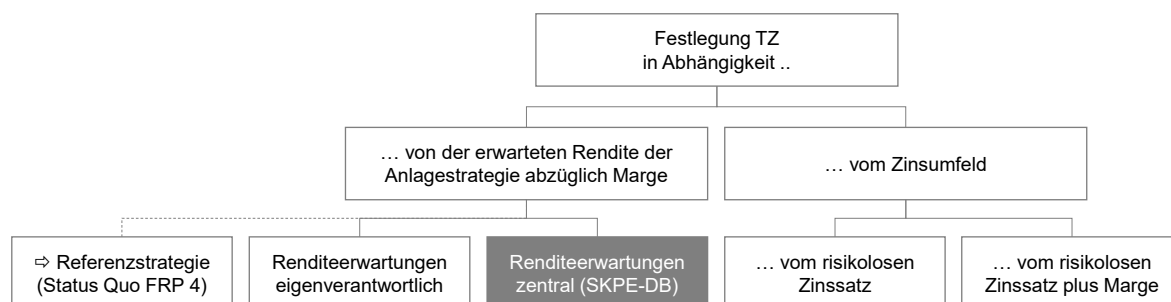 Festlegung TZ
in Abhängigkeit ..
… von der erwarteten Rendite der
Anlagestrategie abzüglich Marge
… vom Zinsumfeld
⇨ Referenzstrategie
(Status Quo FRP 4)
Renditeerwartungen
eigenverantwortlich
Renditeerwartungen
zentral (SKPE-DB)
… vom risikolosen
Zinssatz
… vom risikolosen
Zinssatz plus Marge